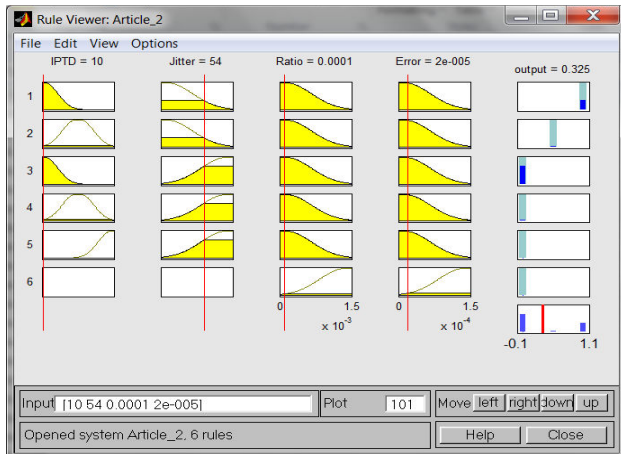 Rule Viewer: Article_2
File Edit View Options
IPTD = 10 Jitter = 54 Ratio = 0.0001 Error = 2e-005 output = 0.325
1
2
3
4
5
6
0 1.5 0 1.5
x 10-3 x 10-4
-0.1 1.1
Input [10 54 0.0001 2e-005] Plot 101 Move left right down up
Opened system Article_2, 6 rules Help Close